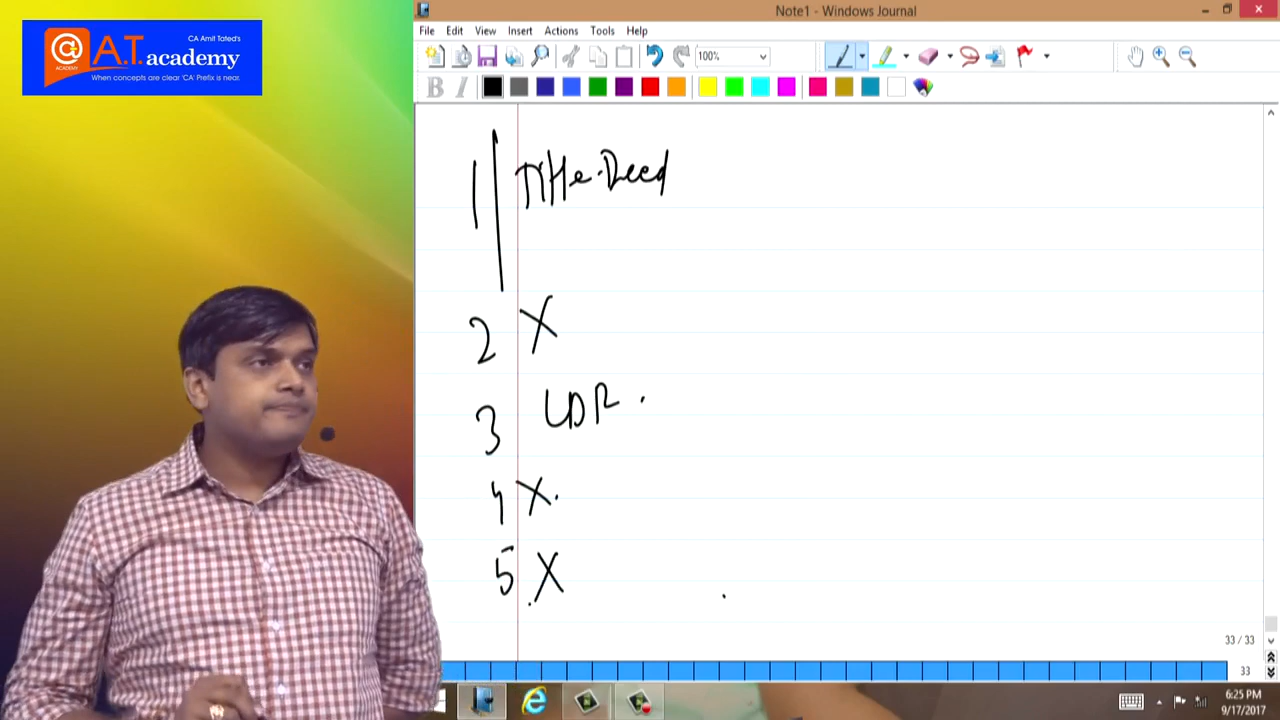 CA Amit Tated's
@ A.T. academy
ACADEMY
When concepts are clear 'CA' Prefix is near.
Note1 - Windows Journal
File Edit View Insert Actions Tools Help
100%
B I
1 Title Deed
2 X
3 LDR.
4 X.
5 X
33 / 33
33
6:25 PM
9/17/2017